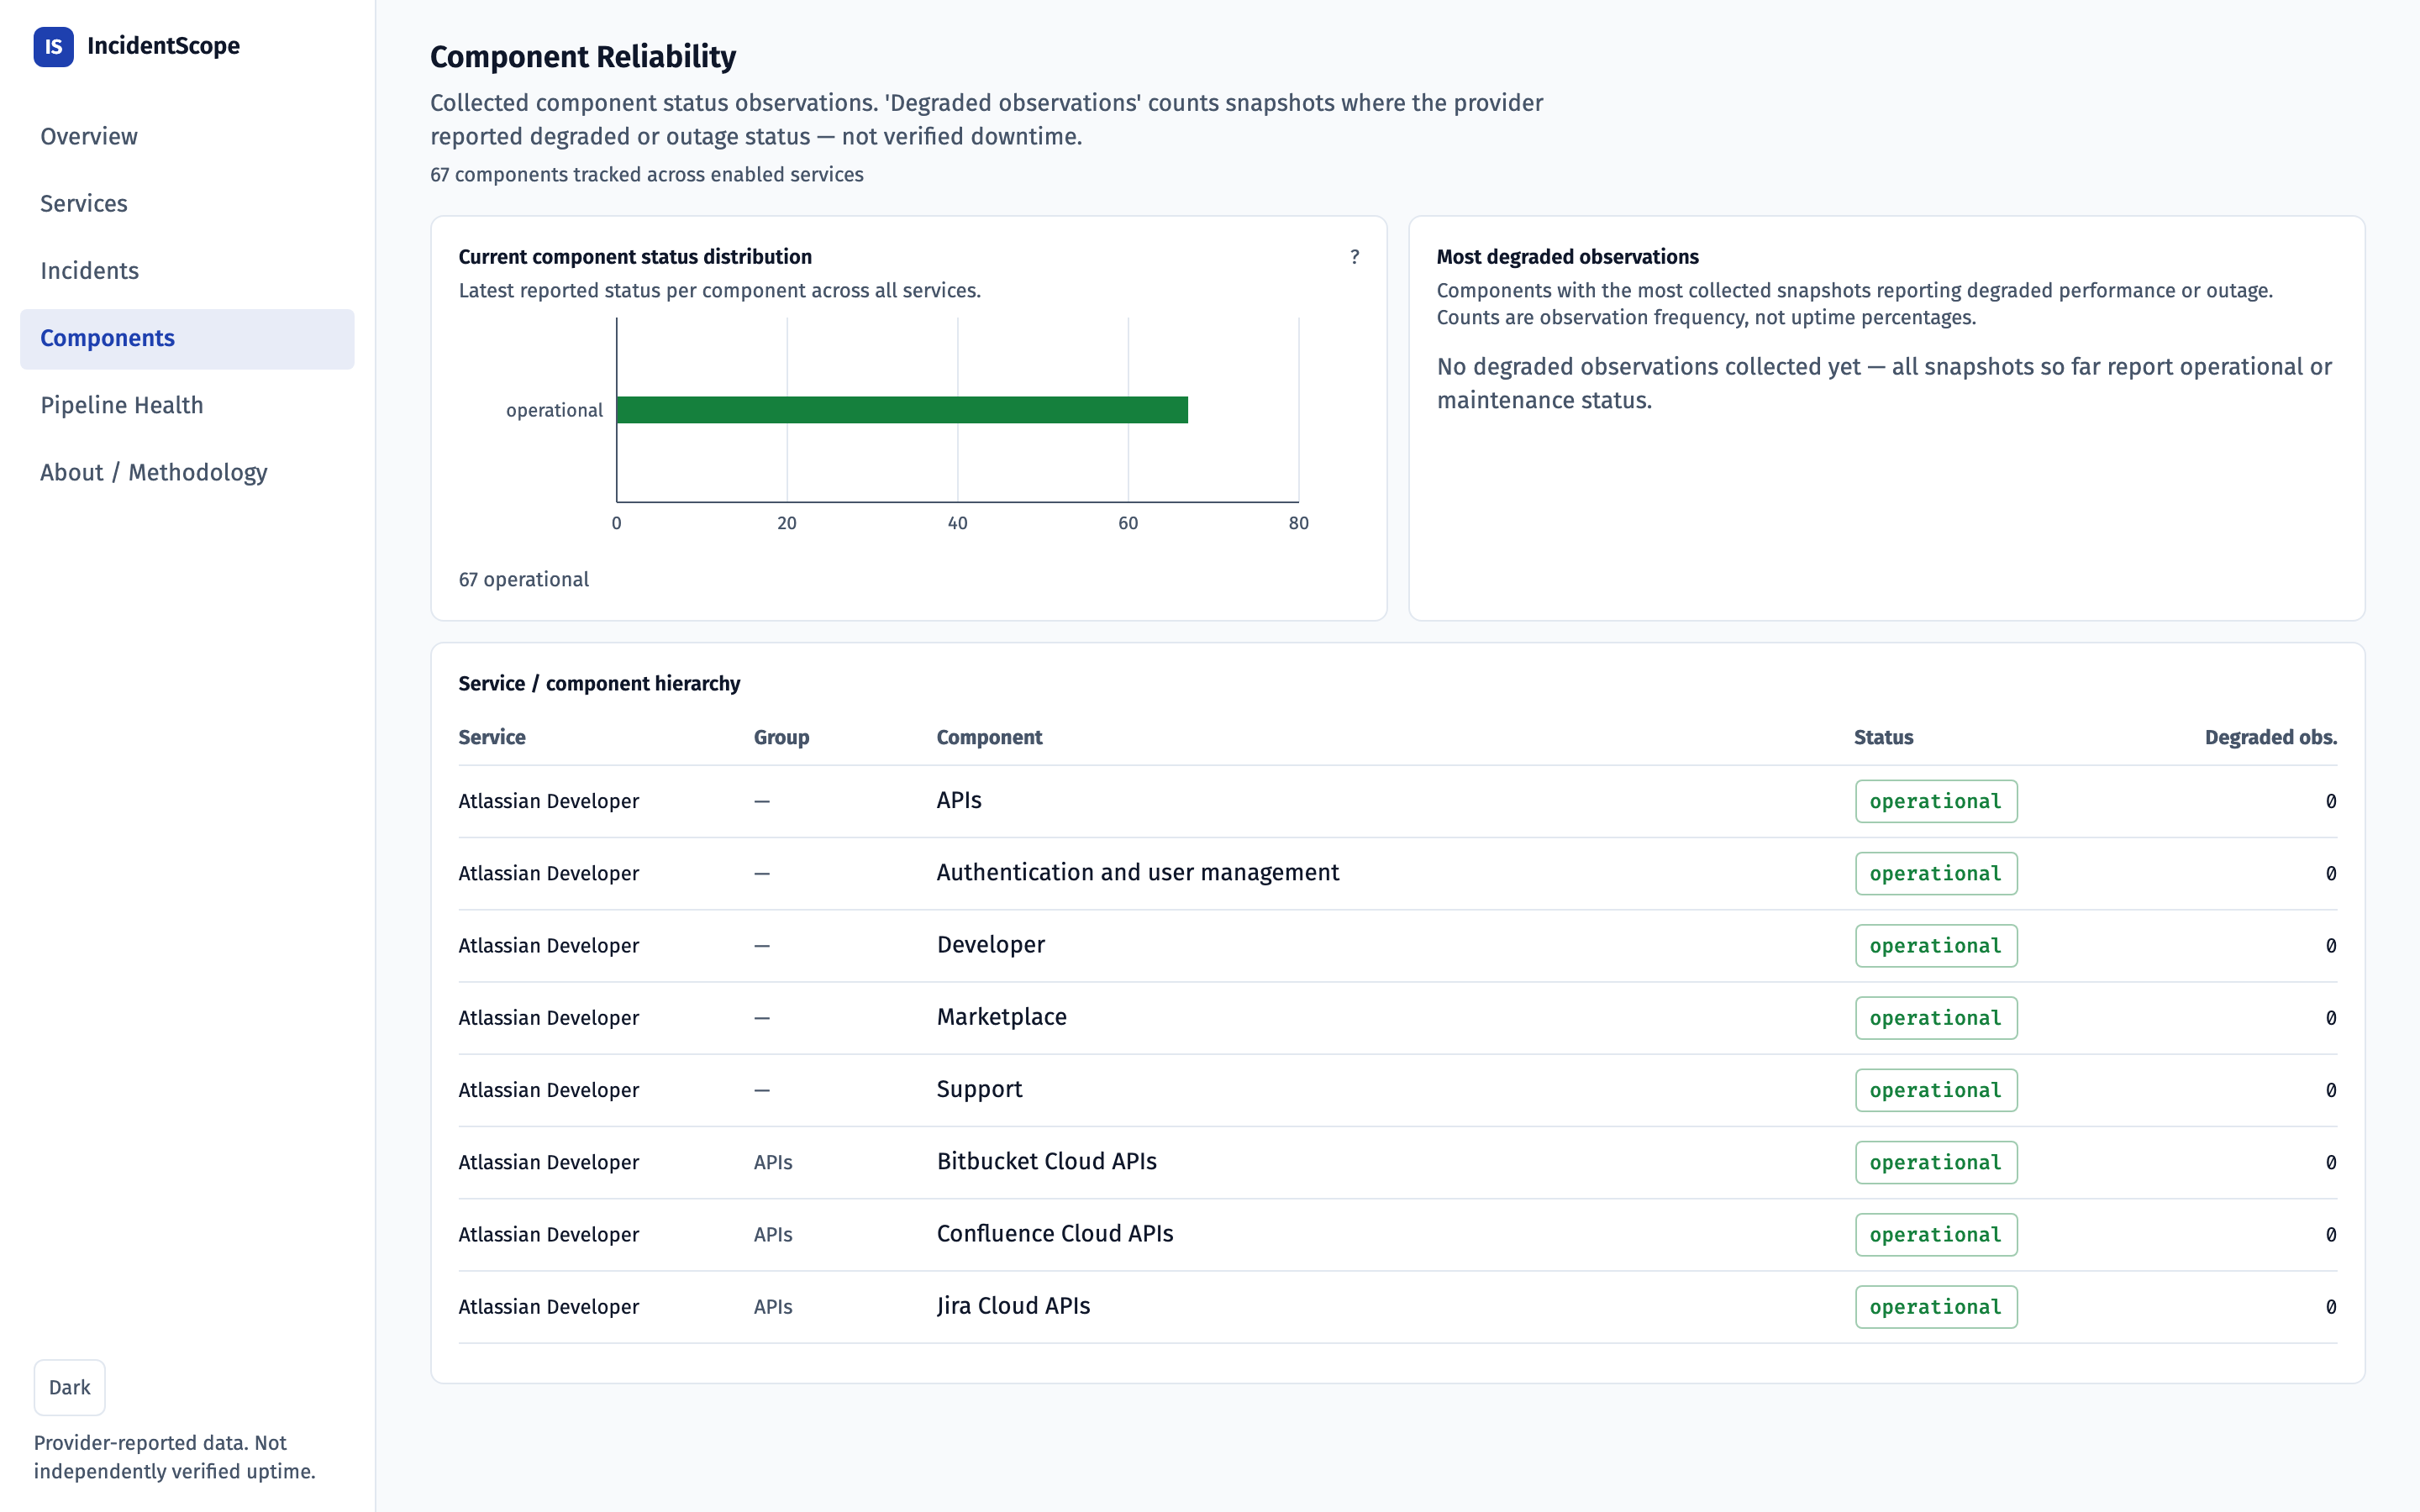 IS IncidentScope
Overview
Services
Incidents
Components
Pipeline Health
About / Methodology
Dark
Provider-reported data. Not
independently verified uptime.
Component Reliability
Collected component status observations. 'Degraded observations' counts snapshots where the provider
reported degraded or outage status — not verified downtime.
67 components tracked across enabled services
Current component status distribution ?
Latest reported status per component across all services.
operational
0 20 40 60 80
67 operational
Most degraded observations
Components with the most collected snapshots reporting degraded performance or outage.
Counts are observation frequency, not uptime percentages.
No degraded observations collected yet — all snapshots so far report operational or
maintenance status.
Service / component hierarchy
Service Group Component Status Degraded obs.
Atlassian Developer — APIs operational 0
Atlassian Developer — Authentication and user management operational 0
Atlassian Developer — Developer operational 0
Atlassian Developer — Marketplace operational 0
Atlassian Developer — Support operational 0
Atlassian Developer APIs Bitbucket Cloud APIs operational 0
Atlassian Developer APIs Confluence Cloud APIs operational 0
Atlassian Developer APIs Jira Cloud APIs operational 0